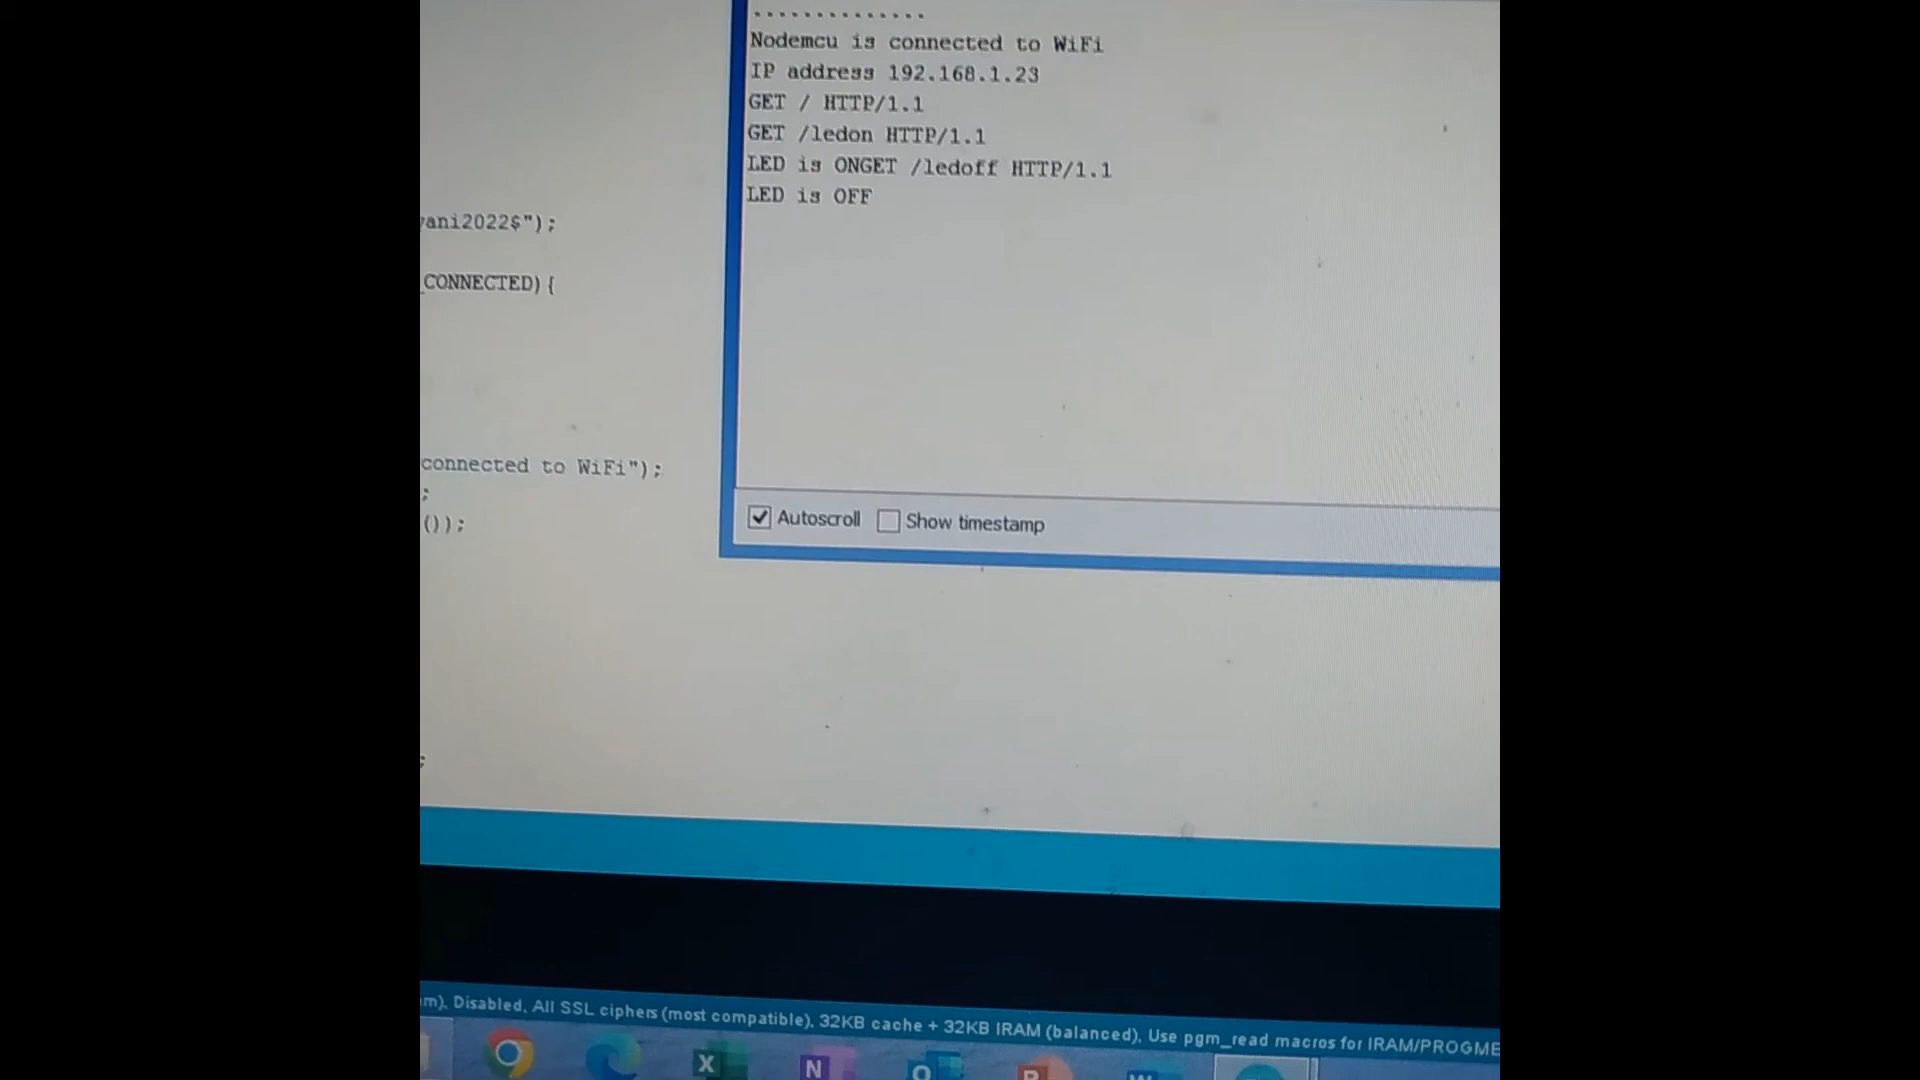 ..............
Nodemcu is connected to WiFi
IP address 192.168.1.23
GET / HTTP/1.1
GET /ledon HTTP/1.1
LED is ONGET /ledoff HTTP/1.1
LED is OFF
ani2022$");
_CONNECTED){
connected to WiFi");
;
());
Autoscroll Show timestamp
m), Disabled, All SSL ciphers (most compatible), 32KB cache + 32KB IRAM (balanced), Use pgm_read macros for IRAM/PROGME
X N O P W